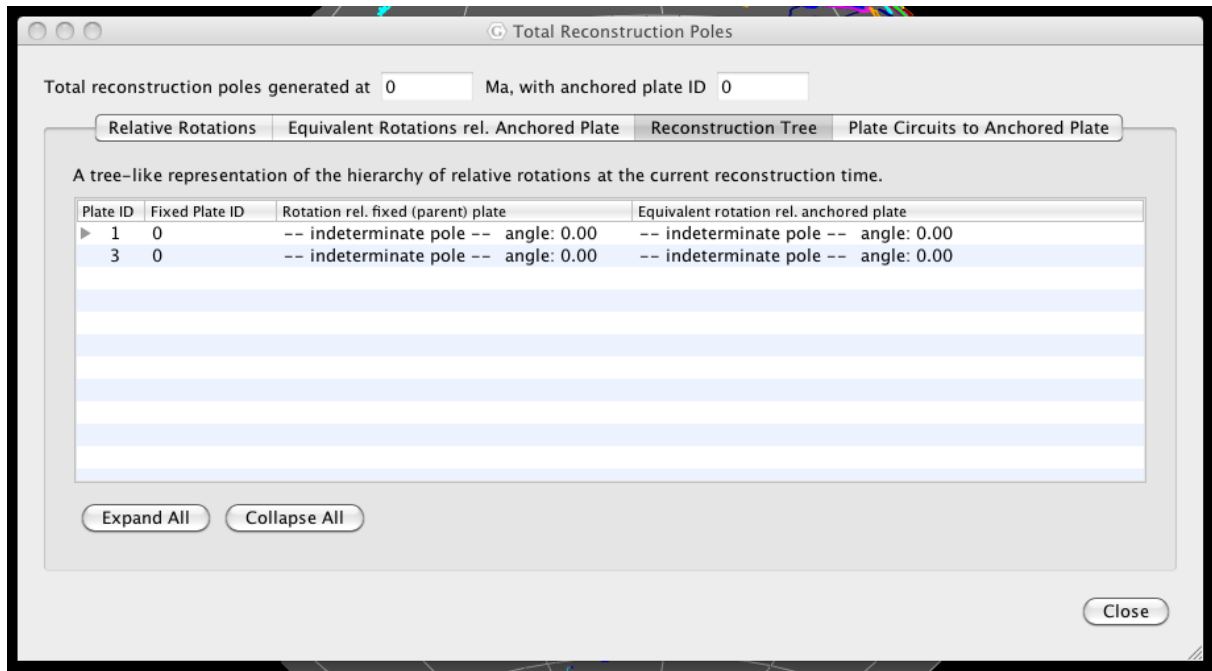 Total Reconstruction Poles
Total reconstruction poles generated at 0 Ma, with anchored plate ID 0
Relative Rotations Equivalent Rotations rel. Anchored Plate Reconstruction Tree Plate Circuits to Anchored Plate
A tree-like representation of the hierarchy of relative rotations at the current reconstruction time.
Plate ID Fixed Plate ID Rotation rel. fixed (parent) plate Equivalent rotation rel. anchored plate
1 0 -- indeterminate pole -- angle: 0.00 -- indeterminate pole -- angle: 0.00
3 0 -- indeterminate pole -- angle: 0.00 -- indeterminate pole -- angle: 0.00
Expand All Collapse All
Close